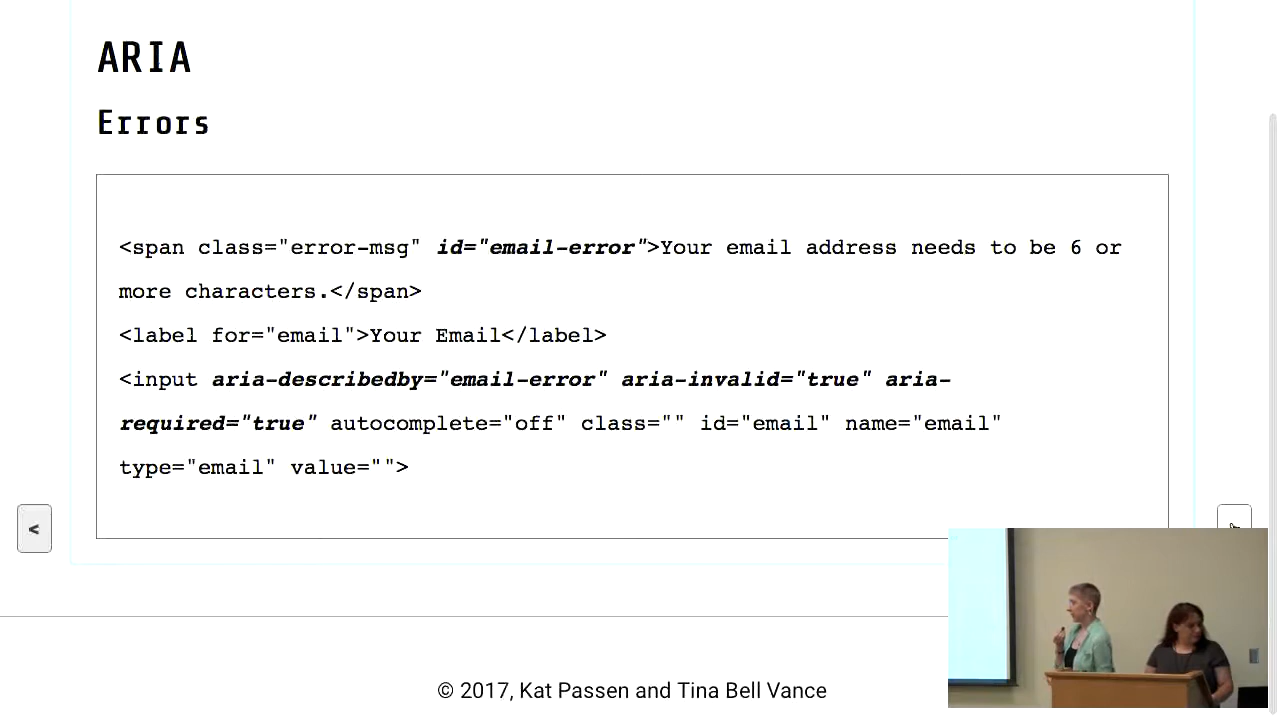 ARIA
Errors
<span class="error-msg" id="email-error">Your email address needs to be 6 or
more characters.</span>
<label for="email">Your Email</label>
<input aria-describedby="email-error" aria-invalid="true" aria-
required="true" autocomplete="off" class="" id="email" name="email"
type="email" value="">
<
© 2017, Kat Passen and Tina Bell Vance